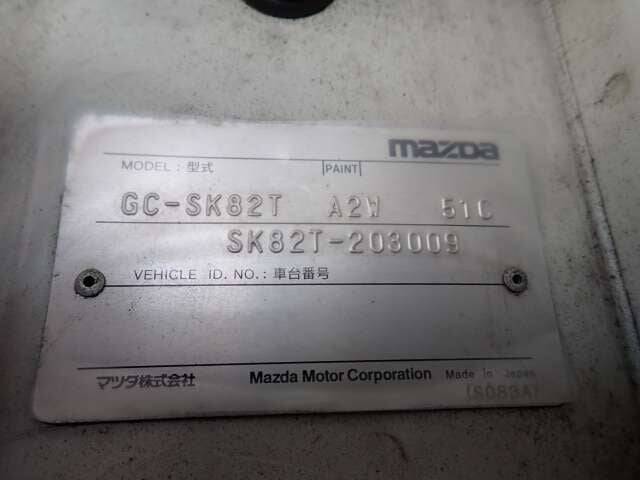 mazda
MODEL : 型式 PAINT
GC-SK82T A2W 51C
SK82T-203009
VEHICLE ID. NO. : 車台番号
マツダ株式会社 Mazda Motor Corporation Made in Japan
(S083A)